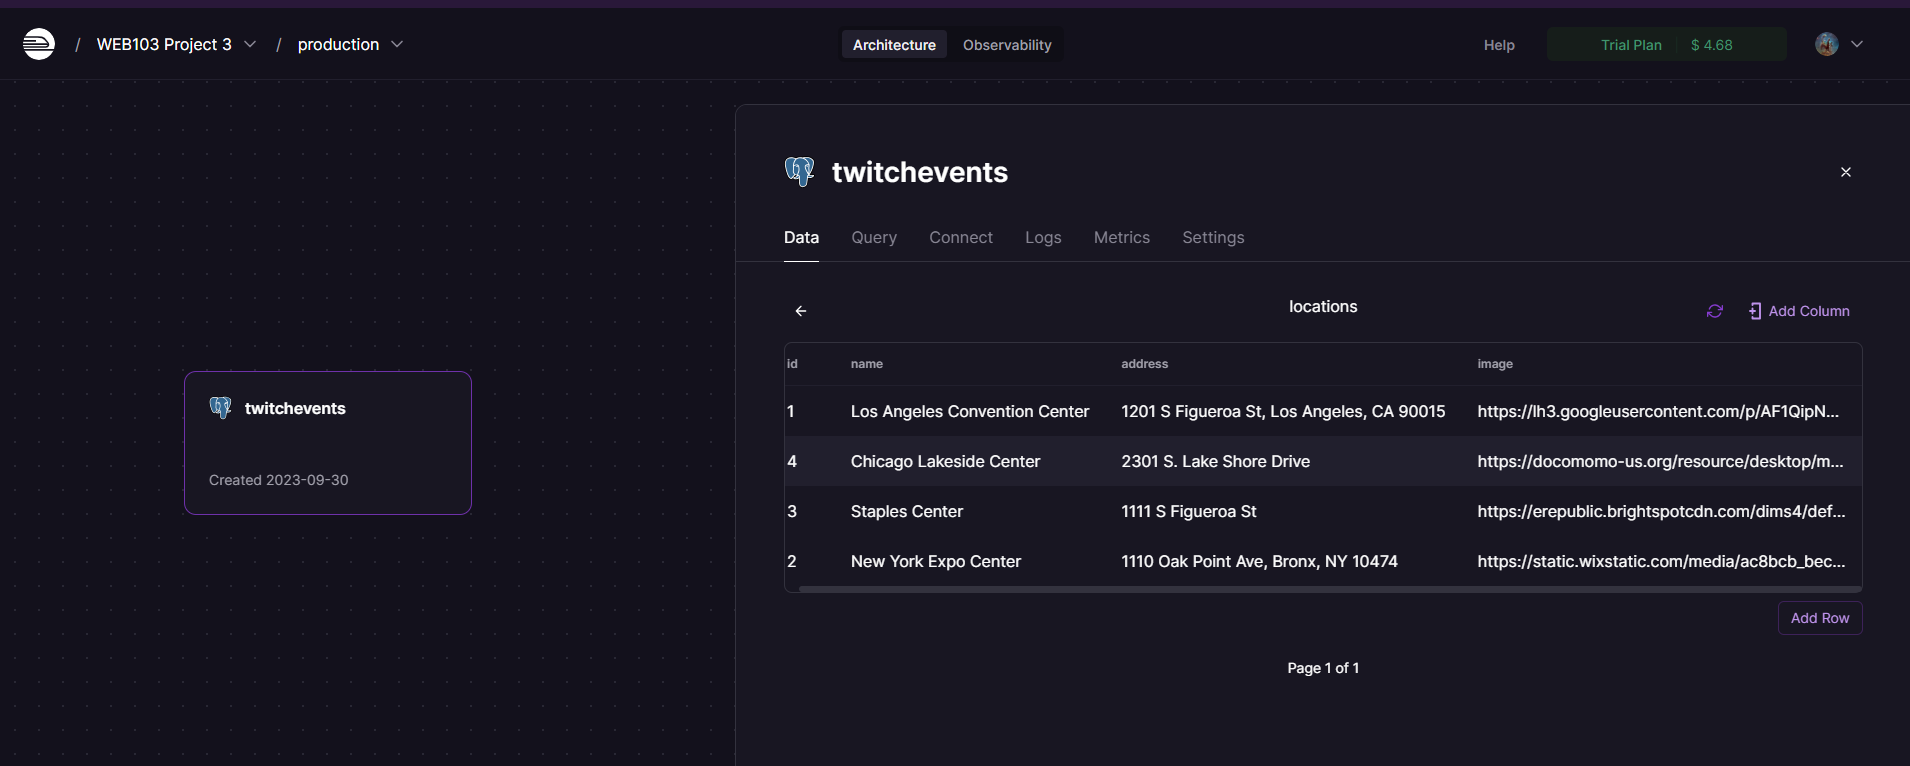 / WEB103 Project 3 / production
Architecture Observability
Help Trial Plan $ 4.68
twitchevents
Created 2023-09-30
twitchevents
Data Query Connect Logs Metrics Settings
locations
Add Column
id name address image
1 Los Angeles Convention Center 1201 S Figueroa St, Los Angeles, CA 90015 https://lh3.googleusercontent.com/p/AF1QipN...
4 Chicago Lakeside Center 2301 S. Lake Shore Drive https://docomomo-us.org/resource/desktop/m...
3 Staples Center 1111 S Figueroa St https://erepublic.brightspotcdn.com/dims4/def...
2 New York Expo Center 1110 Oak Point Ave, Bronx, NY 10474 https://static.wixstatic.com/media/ac8bcb_bec...
Add Row
Page 1 of 1